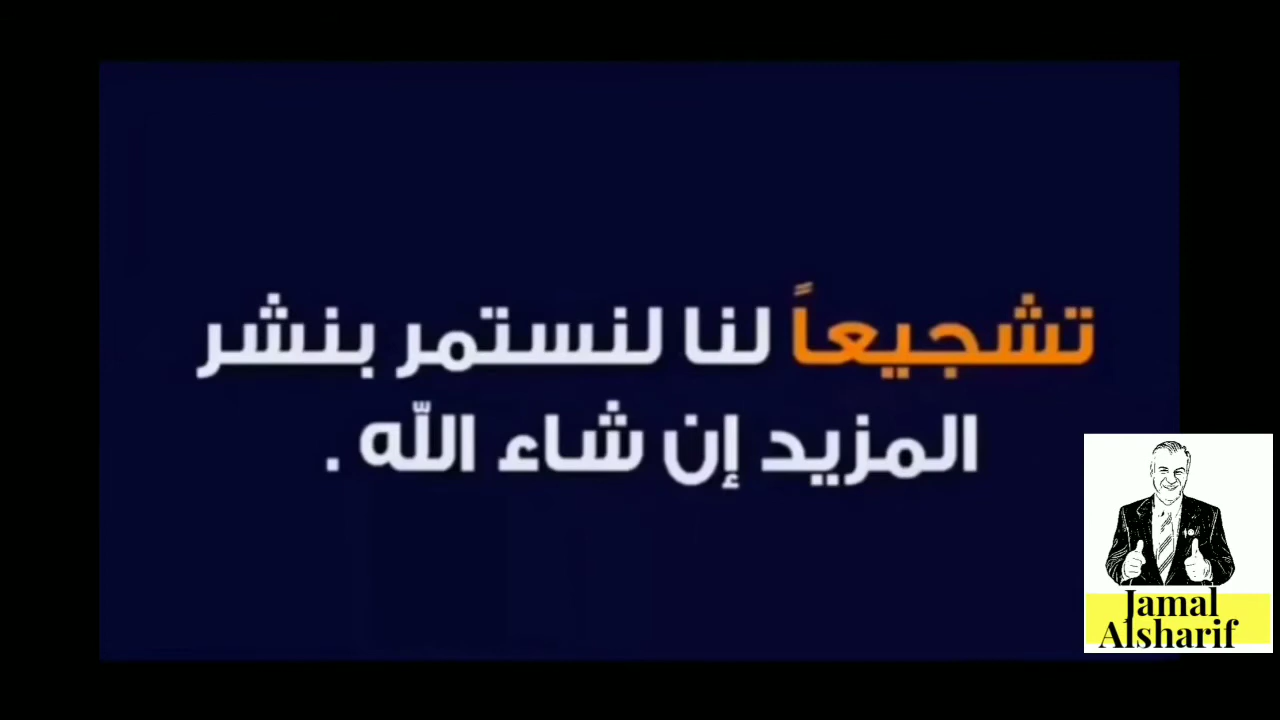 تشجيعاً لنا لنستمر بنشر
المزيد إن شاء الله .
Jamal
Alsharif